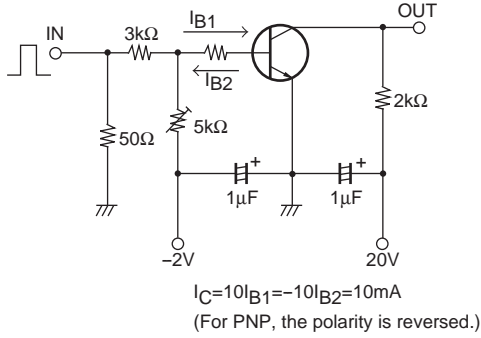 OUT
IB1
IN
3kΩ
IB2
2kΩ
50Ω
5kΩ
+
+
1μF
1μF
−2V
20V
IC=10IB1=−10IB2=10mA
(For PNP, the polarity is reversed.)